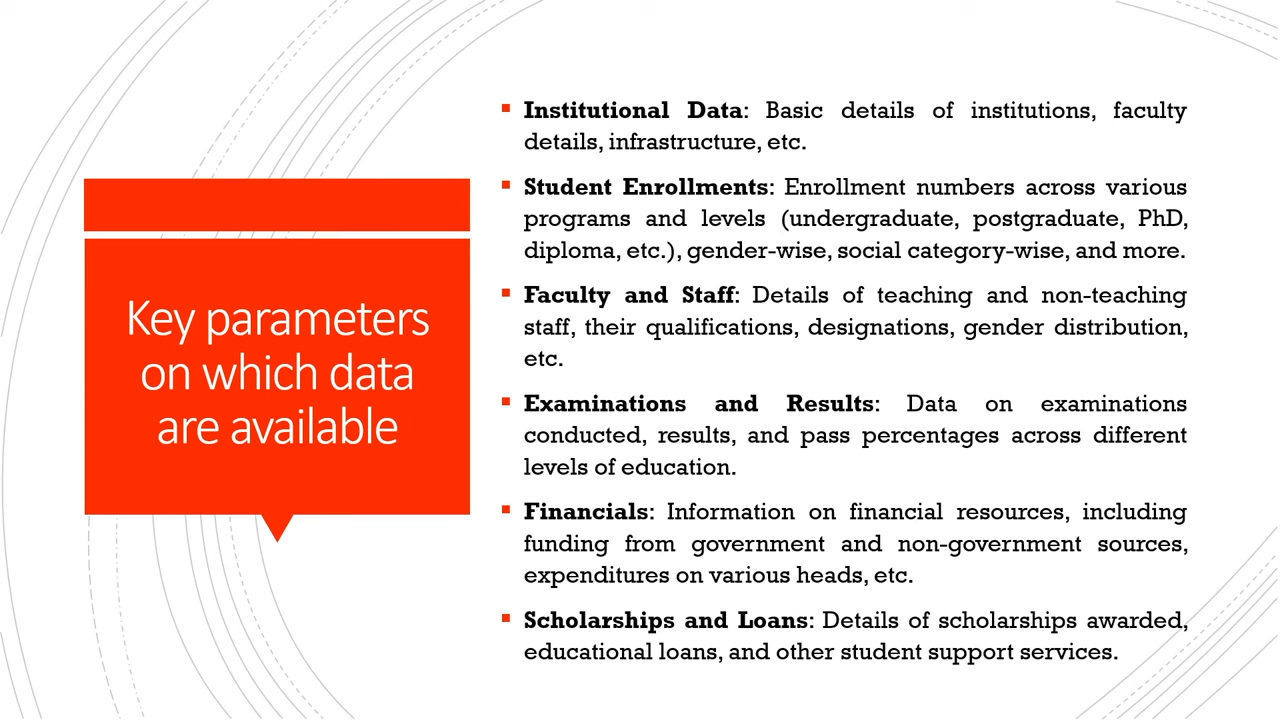 Key parameters
on which data
are available
Institutional Data: Basic details of institutions, faculty
details, infrastructure, etc.
Student Enrollments: Enrollment numbers across various
programs and levels (undergraduate, postgraduate, PhD,
diploma, etc.), gender-wise, social category-wise, and more.
Faculty and Staff: Details of teaching and non-teaching
staff, their qualifications, designations, gender distribution,
etc.
Examinations and Results: Data on examinations
conducted, results, and pass percentages across different
levels of education.
Financials: Information on financial resources, including
funding from government and non-government sources,
expenditures on various heads, etc.
Scholarships and Loans: Details of scholarships awarded,
educational loans, and other student support services.